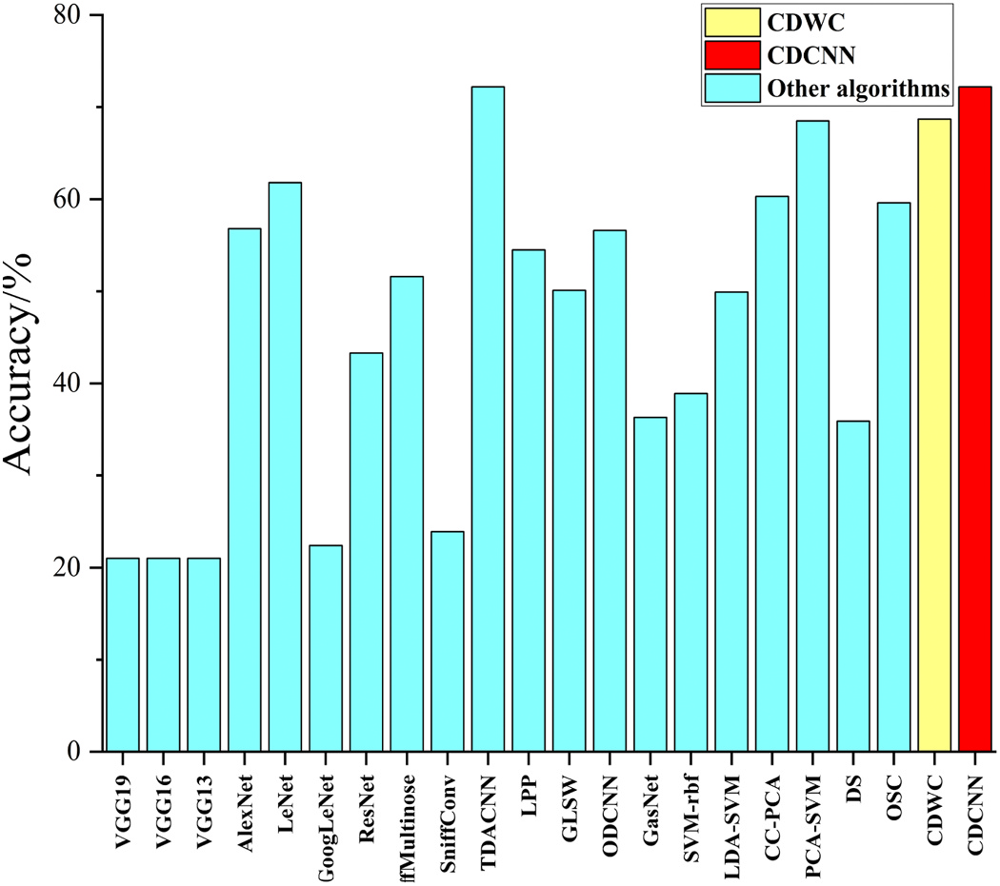 CDWC
CDCNN
Other algorithms
Accuracy/%
80
60
40
20
0
VGG19
VGG16
VGG13
AlexNet
LeNet
GoogLeNet
ResNet
ffMultinose
SniffConv
TDACNN
LPP
GLSW
ODCNN
GasNet
SVM-rbf
LDA-SVM
CC-PCA
PCA-SVM
DS
OSC
CDWC
CDCNN